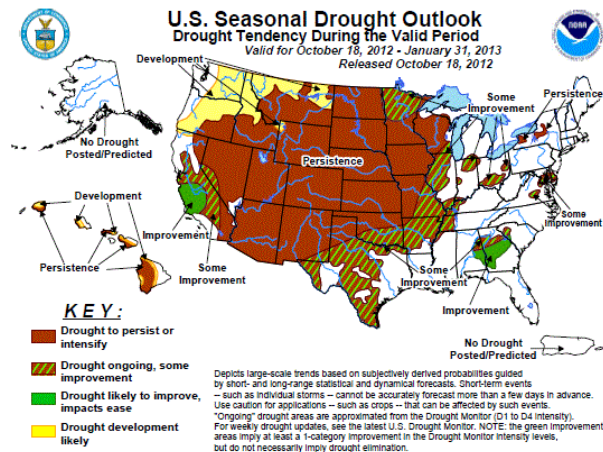 U.S. Seasonal Drought Outlook
Drought Tendency During the Valid Period
Valid for October 18, 2012 - January 31, 2013
Released October 18, 2012
NOAA
Development
Some
Improvement
Persistence
No Drought
Posted/Predicted
Persistence
Development
Some
Improvement
Improvement
Persistence
Some
Improvement
Some
Improvement
Improvement
No Drought
Posted/Predicted
KEY:
Drought to persist or
intensify
Drought ongoing, some
improvement
Drought likely to improve,
impacts ease
Drought development
likely
Depicts large-scale trends based on subjectively derived probabilities guided
by short- and long-range statistical and dynamical forecasts. Short-term events
-- such as individual storms -- cannot be accurately forecast more than a few days in advance.
Use caution for applications -- such as crops -- that can be affected by such events.
"Ongoing" drought areas are approximated from the Drought Monitor (D1 to D4 intensity).
For weekly drought updates, see the latest U.S. Drought Monitor. NOTE: the green improvement
areas imply at least a 1-category improvement in the Drought Monitor intensity levels,
but do not necessarily imply drought elimination.